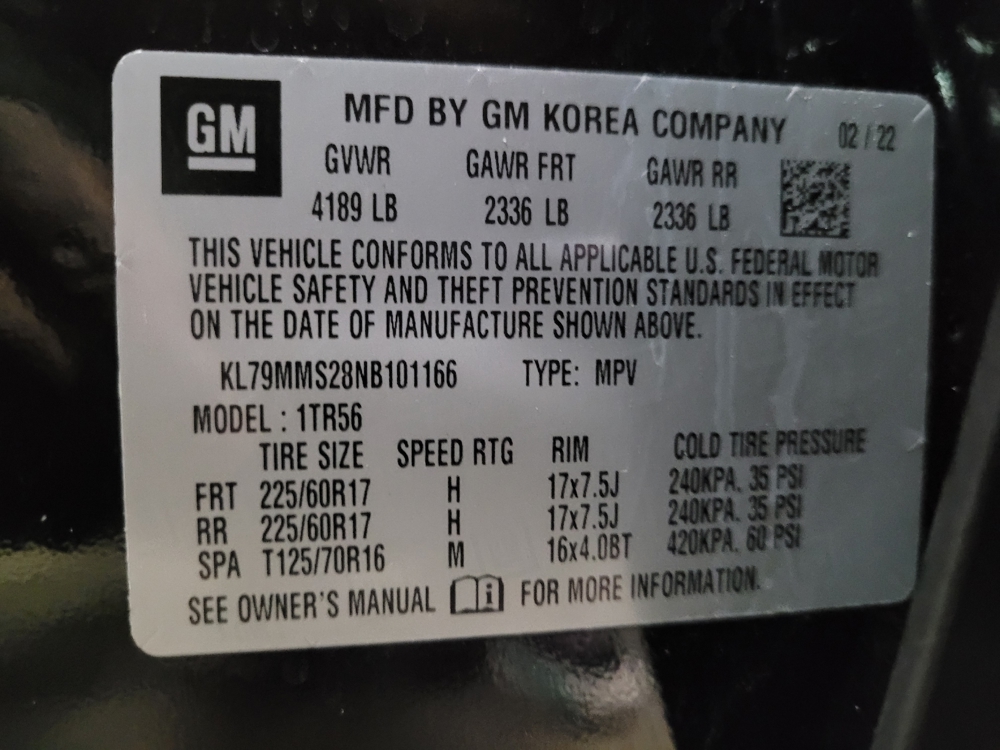 GM
MFD BY GM KOREA COMPANY 02 / 22
GVWR GAWR FRT GAWR RR
4189 LB 2336 LB 2336 LB
THIS VEHICLE CONFORMS TO ALL APPLICABLE U.S. FEDERAL MOTOR
VEHICLE SAFETY AND THEFT PREVENTION STANDARDS IN EFFECT
ON THE DATE OF MANUFACTURE SHOWN ABOVE.
KL79MMS28NB101166 TYPE: MPV
MODEL : 1TR56
TIRE SIZE SPEED RTG RIM COLD TIRE PRESSURE
FRT 225/60R17 H 17x7.5J 240KPA. 35 PSI
RR 225/60R17 H 17x7.5J 240KPA. 35 PSI
SPA T125/70R16 M 16x4.0BT 420KPA. 60 PSI
SEE OWNER'S MANUAL i FOR MORE INFORMATION.